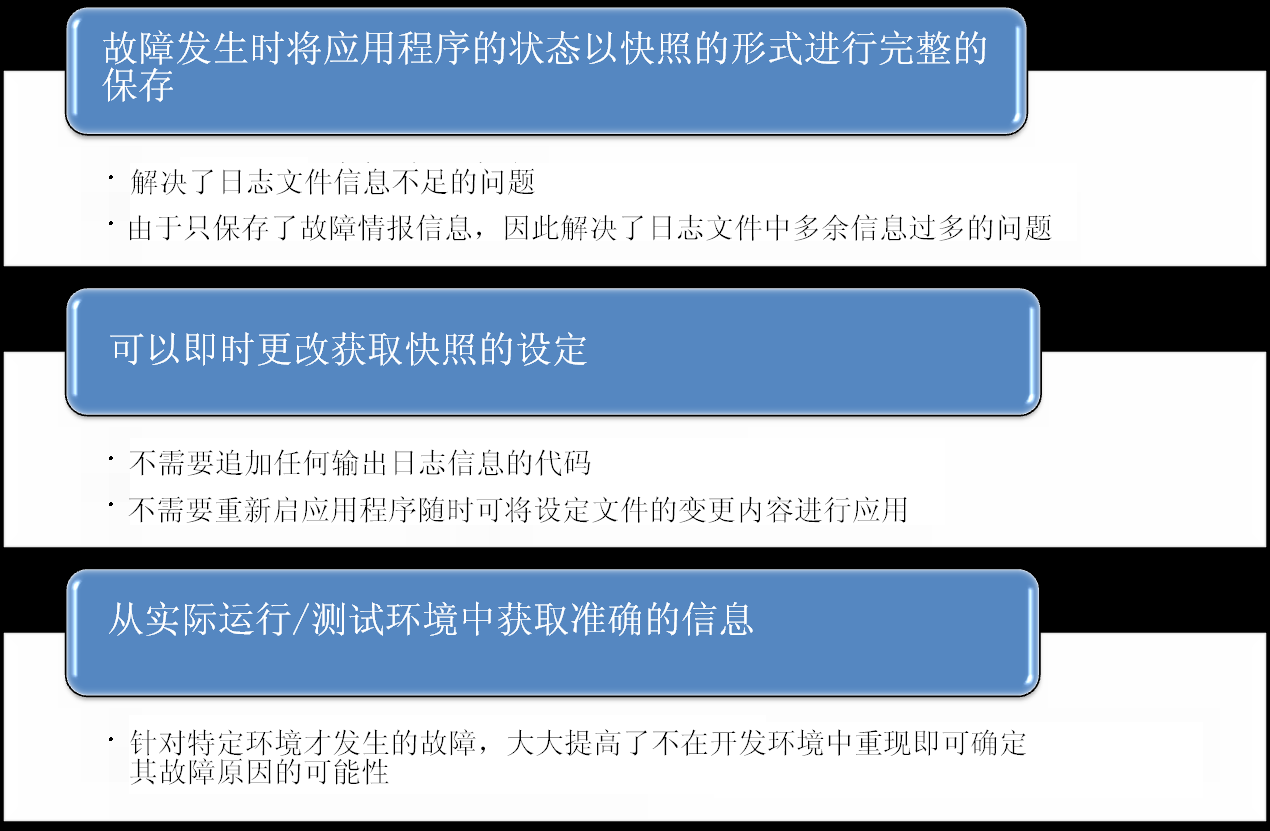 故障发生时将应用程序的状态以快照的形式进行完整的
保存
· 解决了日志文件信息不足的问题
· 由于只保存了故障情报信息，因此解决了日志文件中多余信息过多的问题
可以即时更改获取快照的设定
· 不需要追加任何输出日志信息的代码
· 不需要重新启应用程序随时可将设定文件的变更内容进行应用
从实际运行/测试环境中获取准确的信息
· 针对特定环境才发生的故障，大大提高了不在开发环境中重现即可确定
其故障原因的可能性